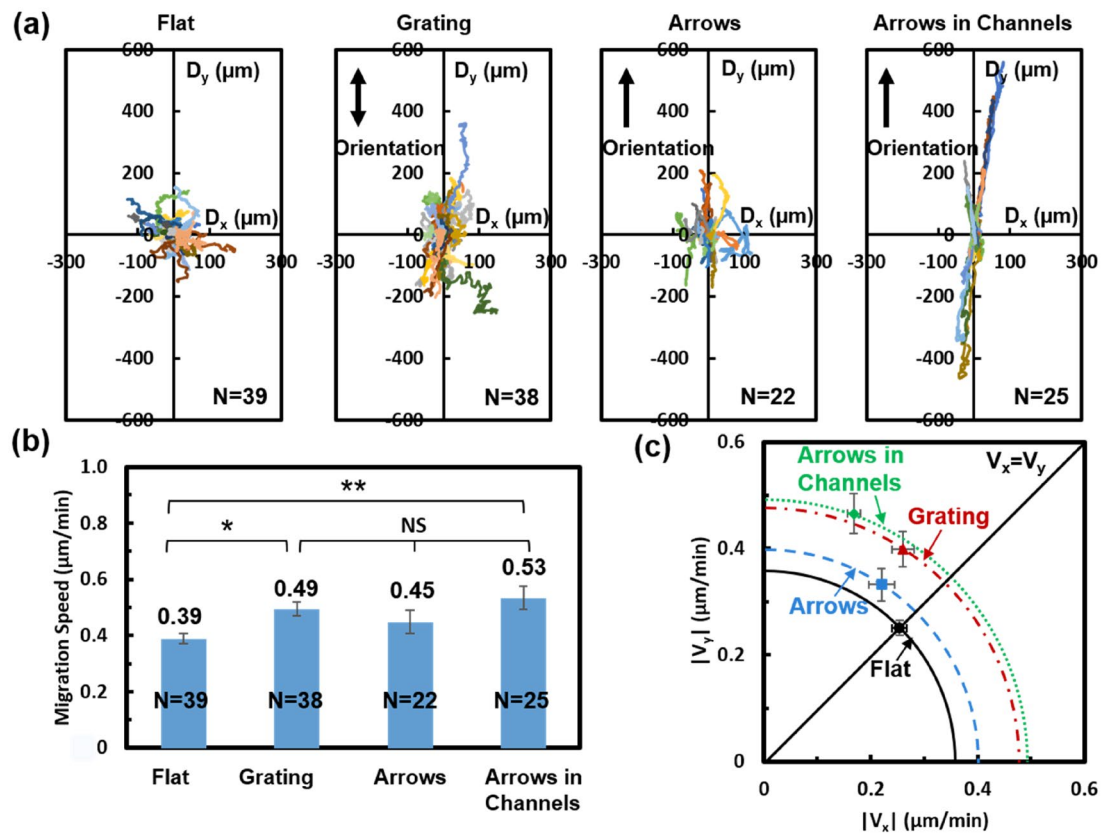 (a)
Flat
Grating
Arrows
Arrows in Channels
600
Dy (µm)
400
200
Dx (µm)
0
-300
-100
100
300
-200
-400
-600
N=39
600
Dy (µm)
400
Orientation
200
Dx (µm)
0
-300
-100
100
300
-200
-400
-600
N=38
600
Dy (µm)
400
Orientation
200
Dx (µm)
0
-300
-100
100
300
-200
-400
-600
N=22
600
Dy (µm)
400
Orientation
200
Dx (µm)
0
-300
-100
100
300
-200
-400
-600
N=25
(b)
Migration Speed (µm/min)
1.0
0.8
0.6
0.4
0.2
0
**
*
NS
0.39
0.49
0.45
0.53
N=39
N=38
N=22
N=25
Flat
Grating
Arrows
Arrows in
Channels
(c)
|Vy| (µm/min)
0.6
0.4
0.2
0
Arrows in
Channels
Vx=Vy
Grating
Arrows
Flat
0
0.2
0.4
0.6
|Vx| (µm/min)